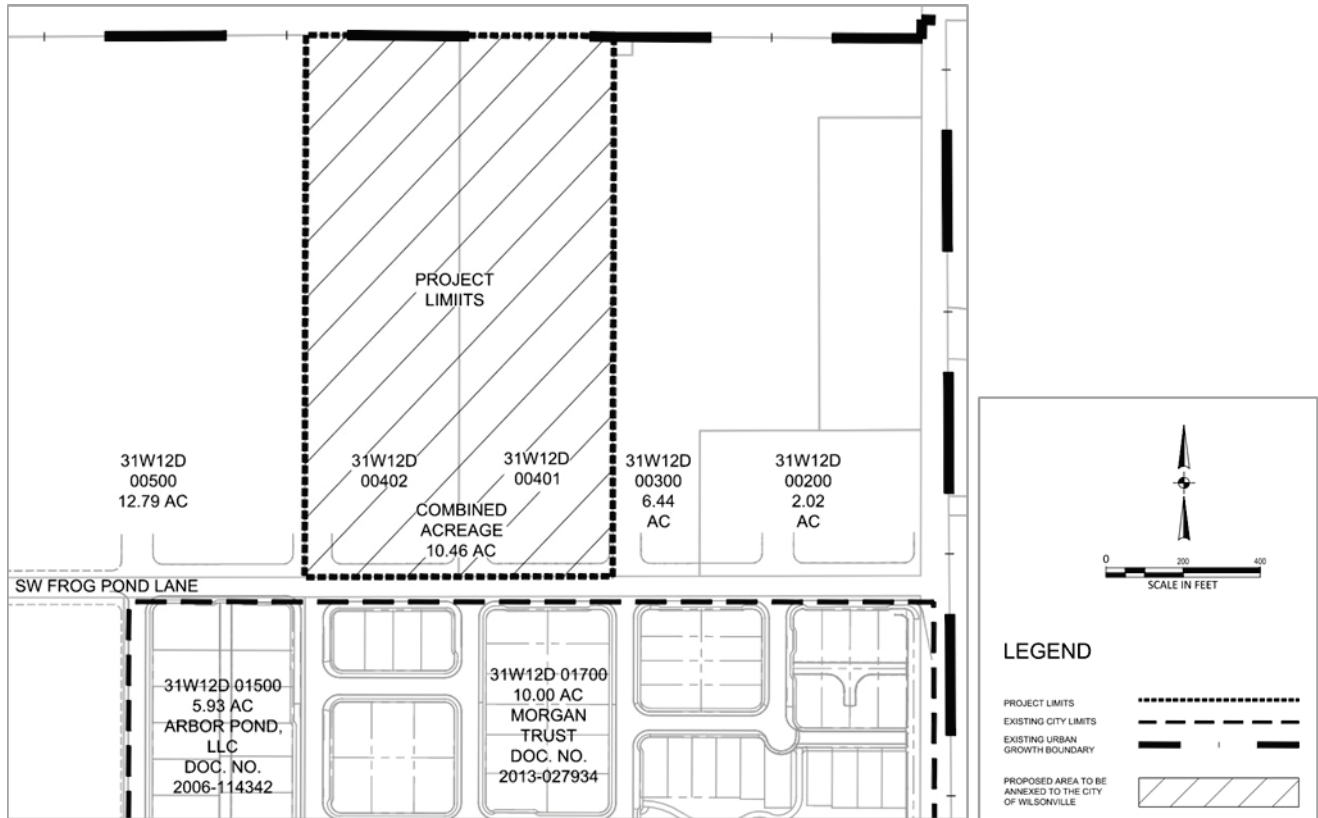 PROJECT
LIMIITS
31W12D
00500
12.79 AC
31W12D
00402
31W12D
00401
COMBINED
ACREAGE
10.46 AC
31W12D
00300
6.44
AC
31W12D
00200
2.02
AC
SW FROG POND LANE
31W12D 01500
5.93 AC
ARBOR POND,
LLC
DOC. NO.
2006-114342
31W12D 01700
10.00 AC
MORGAN
TRUST
DOC. NO.
2013-027934
0 200 400
SCALE IN FEET
LEGEND
PROJECT LIMITS
EXISTING CITY LIMITS
EXISTING URBAN
GROWTH BOUNDARY
PROPOSED AREA TO BE
ANNEXED TO THE CITY
OF WILSONVILLE